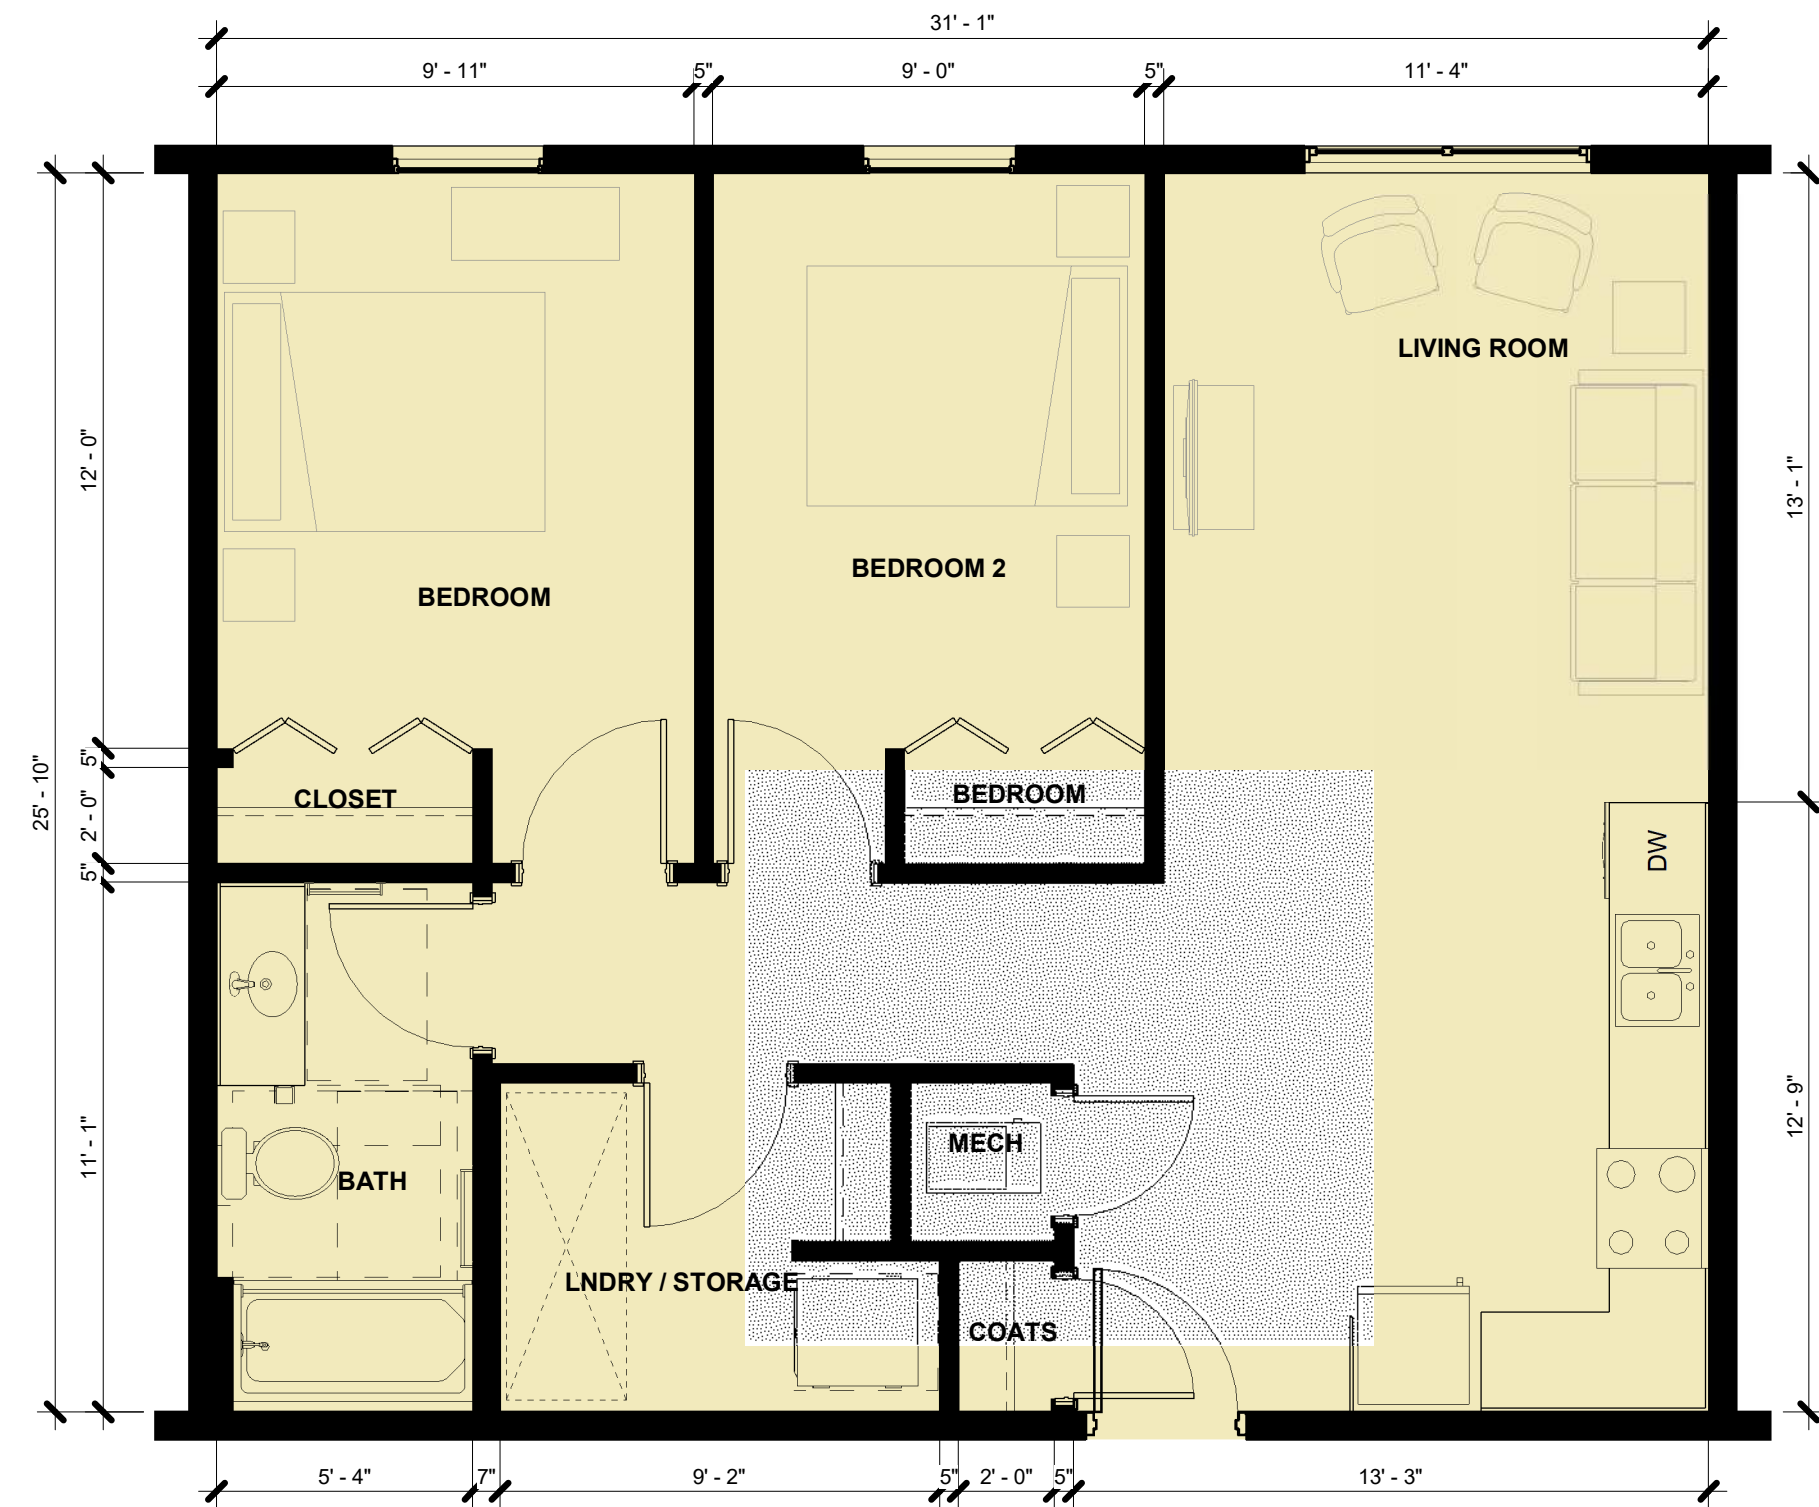 31' - 1"
9' - 11"
5"
9' - 0"
5"
11' - 4"
LIVING ROOM
12' - 0"
13' - 1"
BEDROOM 2
BEDROOM
5"
CLOSET
BEDROOM
25' - 10"
2' - 0"
DW
5"
12' - 9"
11' - 1"
MECH
BATH
LNDRY / STORAGE
COATS
5' - 4"
7"
9' - 2"
5"
2' - 0"
5"
13' - 3"